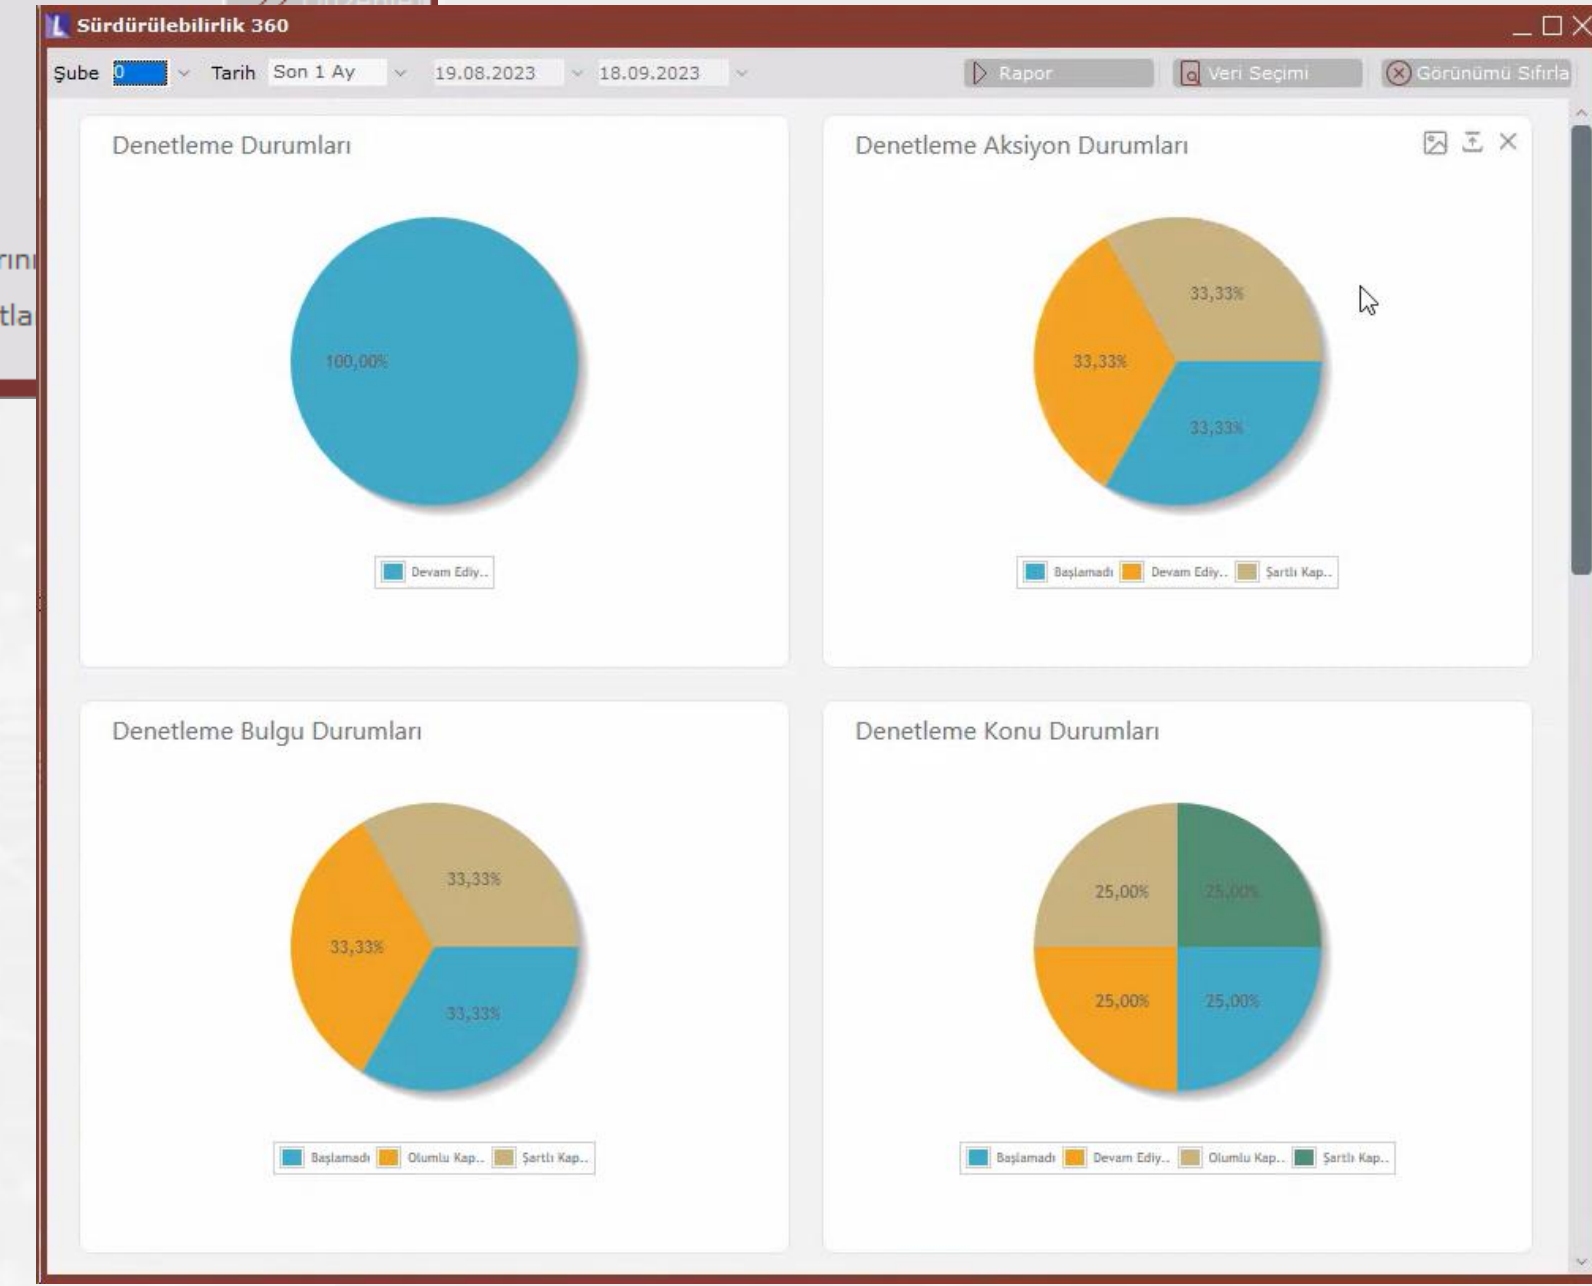 Sürdürülebilirlik 360
Şube 0 Tarih Son 1 Ay 19.08.2023 18.09.2023 Rapor Veri Seçimi Görünümü Sıfırla
Denetleme Durumları
100,00%
Devam Ediy..
Denetleme Aksiyon Durumları
33,33%
33,33%
33,33%
Başlamadı Devam Ediy.. Şartlı Kap..
Denetleme Bulgu Durumları
33,33%
33,33%
33,33%
Başlamadı Olumlu Kap.. Şartlı Kap..
Denetleme Konu Durumları
25,00% 25,00%
25,00% 25,00%
Başlamadı Devam Ediy.. Olumlu Kap.. Şartlı Kap..